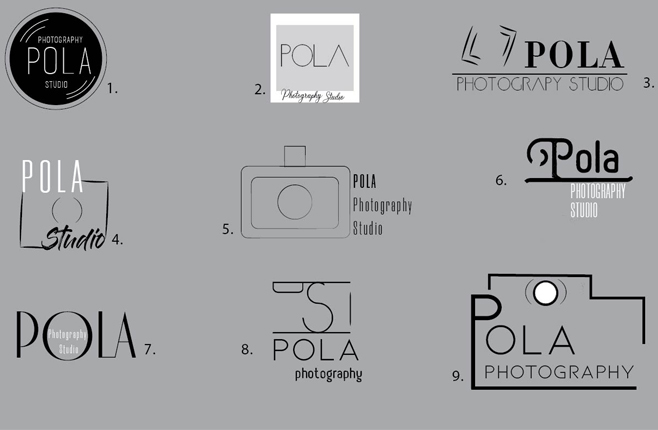 PHOTOGRAPHY
POLA
STUDIO
1.
POLA
Photography Studio
2.
POLA
PHOTOGRAPY STUDIO
3.
POLA
Studio
4.
POLA
Photography
Studio
5.
Pola
PHOTOGRAPHY
STUDIO
6.
POLA
Photography
Studio
7.
PS
POLA
photography
8.
POLA
PHOTOGRAPHY
9.